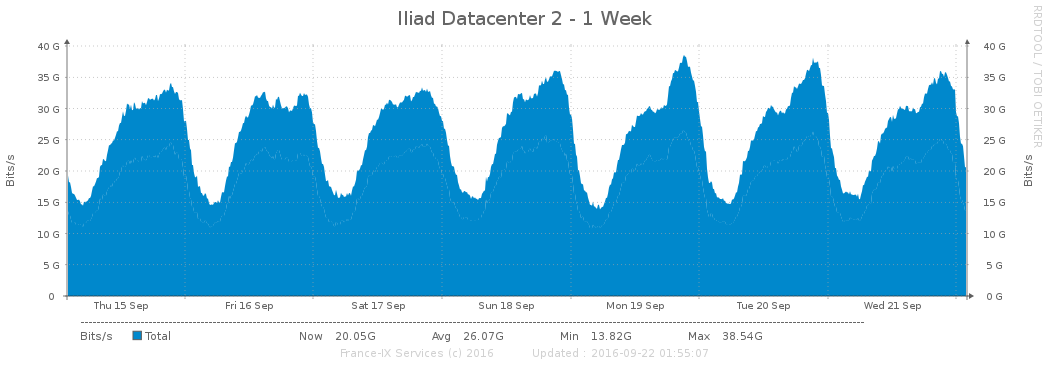 Iliad Datacenter 2 - 1 Week
RRDTOOL / TOBI OETIKER
Bits/s
40 G
35 G
30 G
25 G
20 G
15 G
10 G
5 G
0
40 G
35 G
30 G
25 G
20 G
15 G
10 G
5 G
0 G
Bits/s
Thu 15 Sep Fri 16 Sep Sat 17 Sep Sun 18 Sep Mon 19 Sep Tue 20 Sep Wed 21 Sep
Bits/s Total Now 20.05G Avg 26.07G Min 13.82G Max 38.54G
France-IX Services (c) 2016 Updated : 2016-09-22 01:55:07